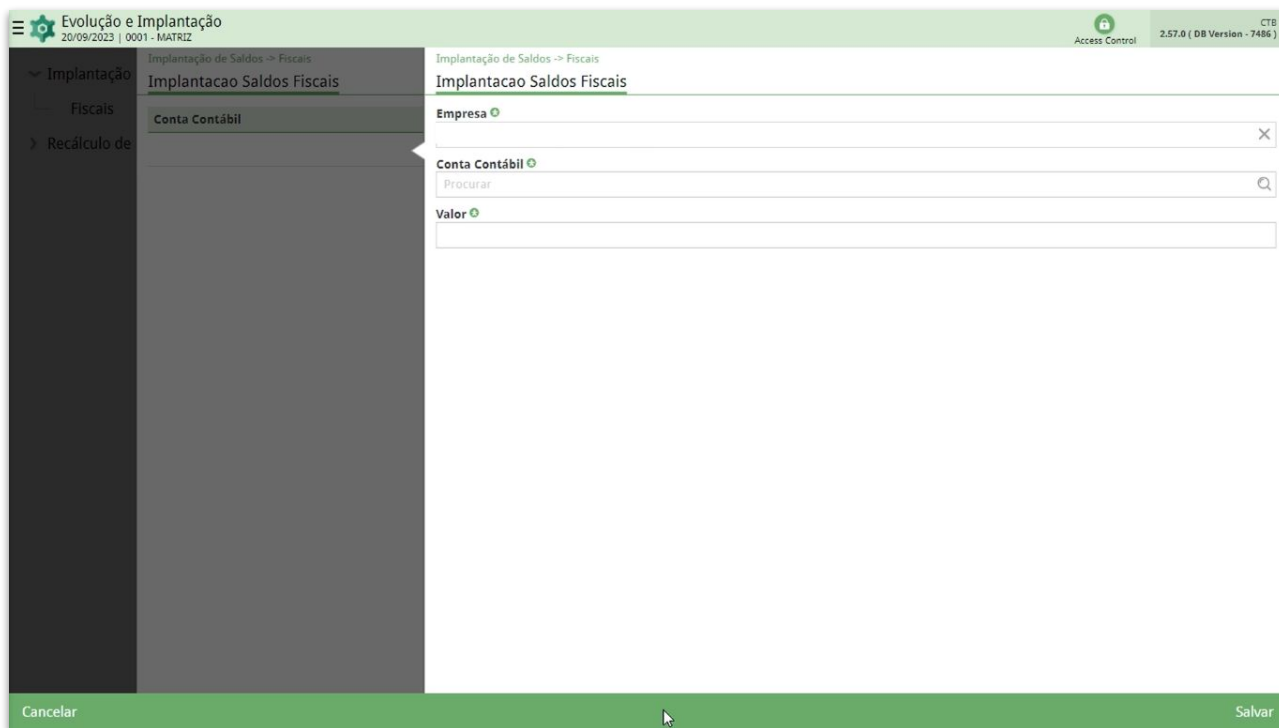 Evolução e Implantação
20/09/2023 | 0001 - MATRIZ
Access Control
CTB
2.57.0 ( DB Version - 7486 )
Implantação
Fiscais
Recálculo de
Implantação de Saldos -> Fiscais
Implantacao Saldos Fiscais
Conta Contábil
Implantação de Saldos -> Fiscais
Implantacao Saldos Fiscais
Empresa
Conta Contábil
Procurar
Valor
Cancelar
Salvar